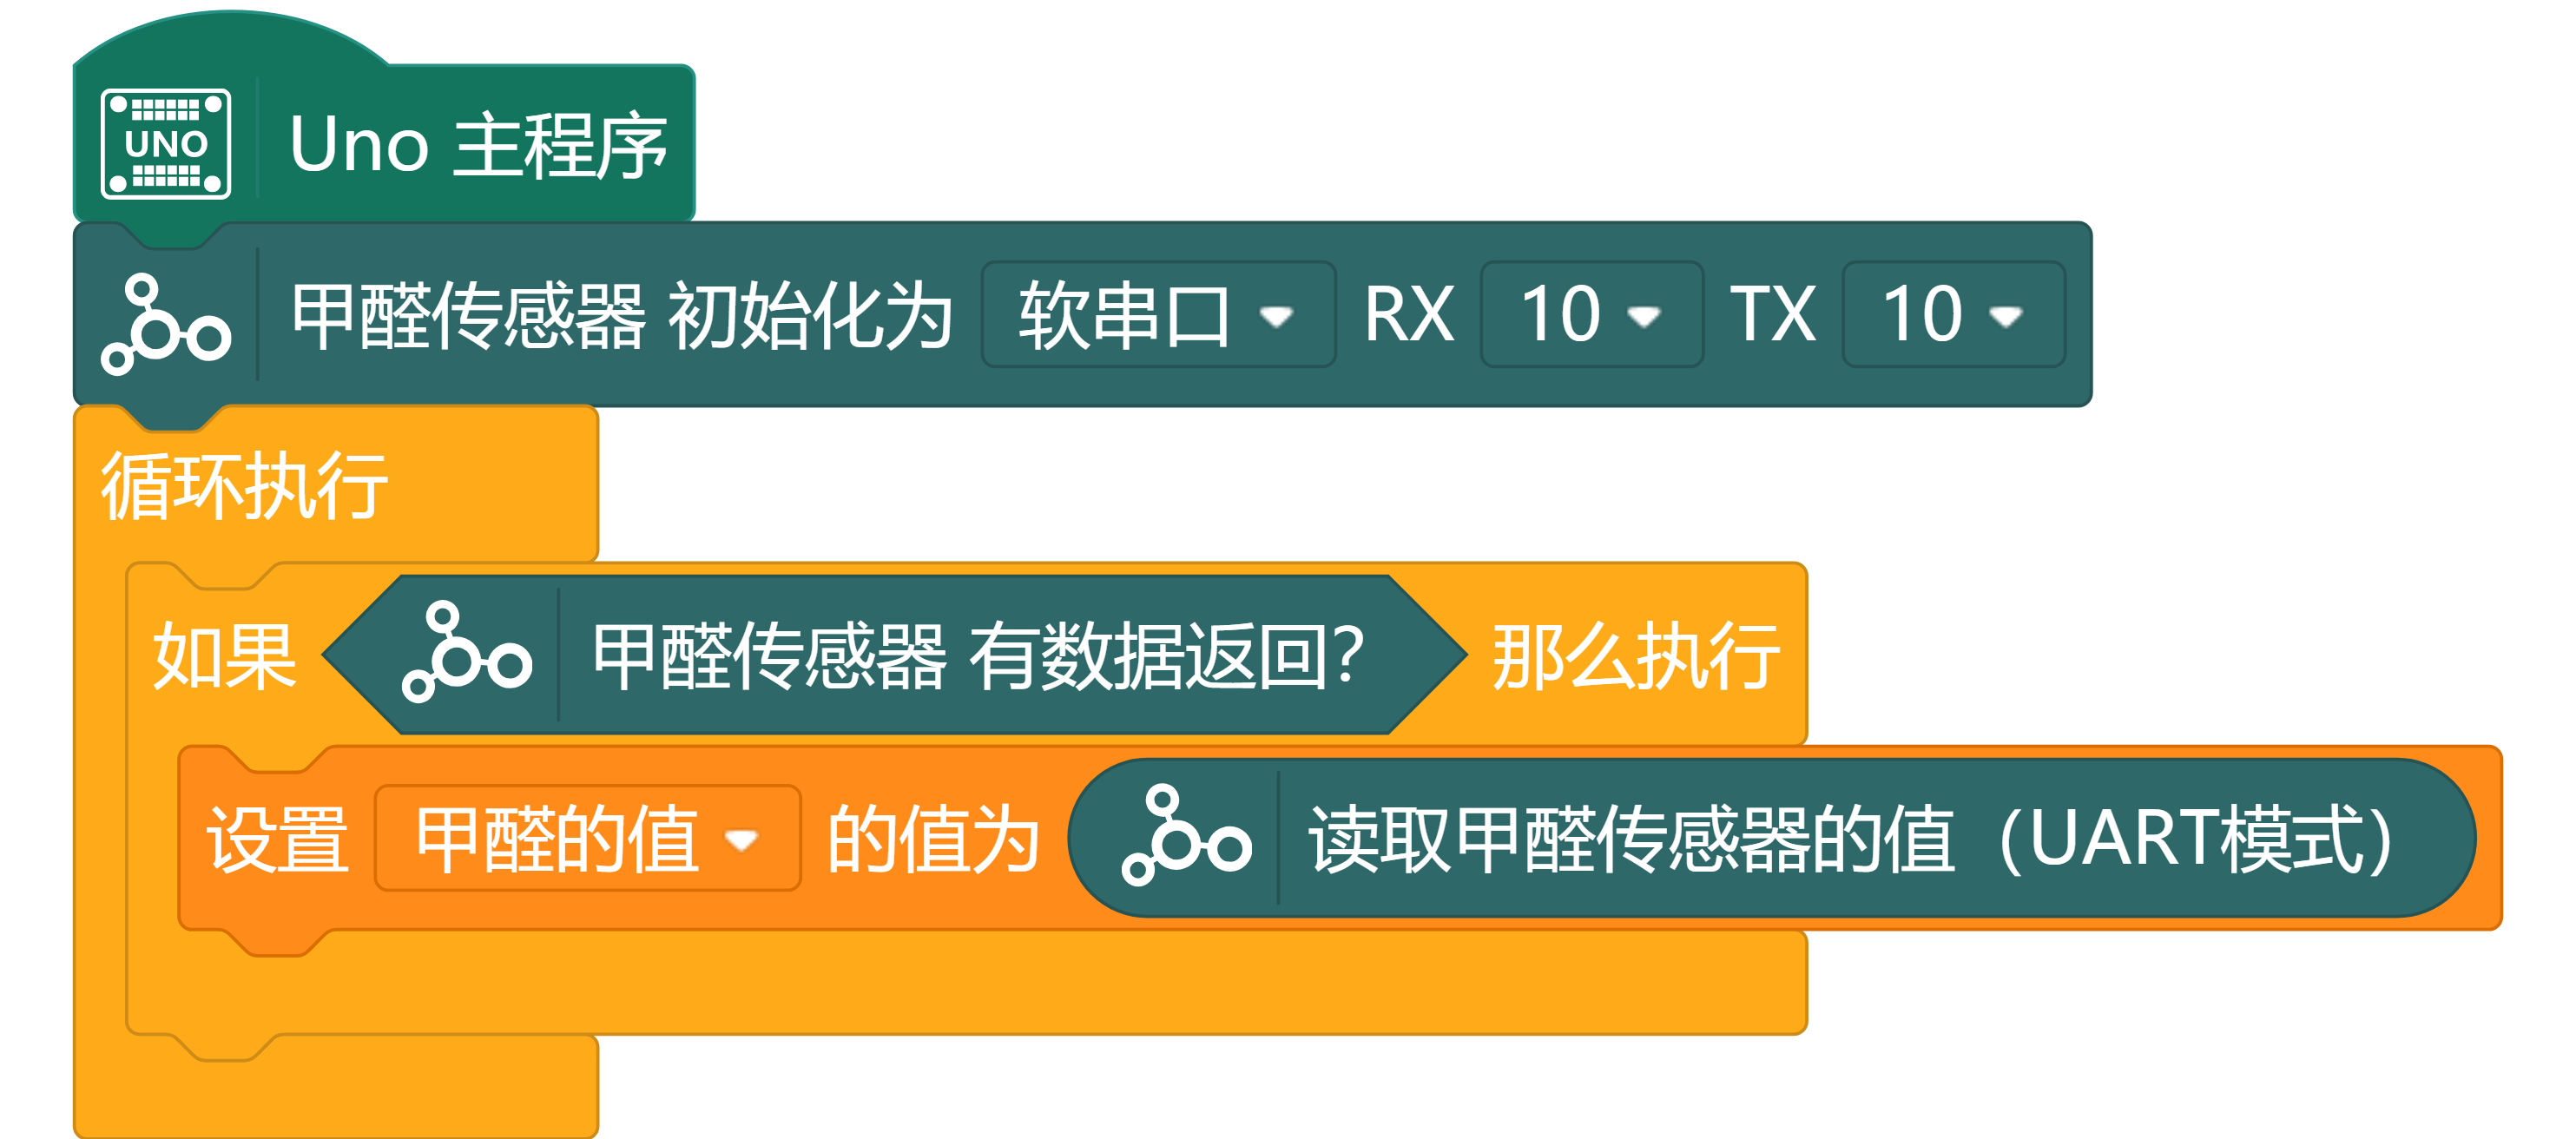 UNO Uno 主程序
甲醛传感器 初始化为 软串口 RX 10 TX 10
循环执行
如果 甲醛传感器 有数据返回? 那么执行
设置 甲醛的值 的值为 读取甲醛传感器的值（UART模式）